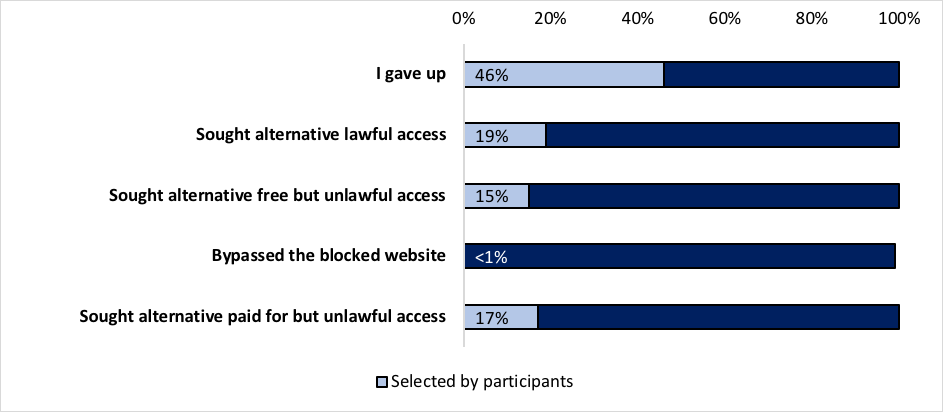 0% 20% 40% 60% 80% 100%
I gave up 46%
Sought alternative lawful access 19%
Sought alternative free but unlawful access 15%
Bypassed the blocked website <1%
Sought alternative paid for but unlawful access 17%
Selected by participants